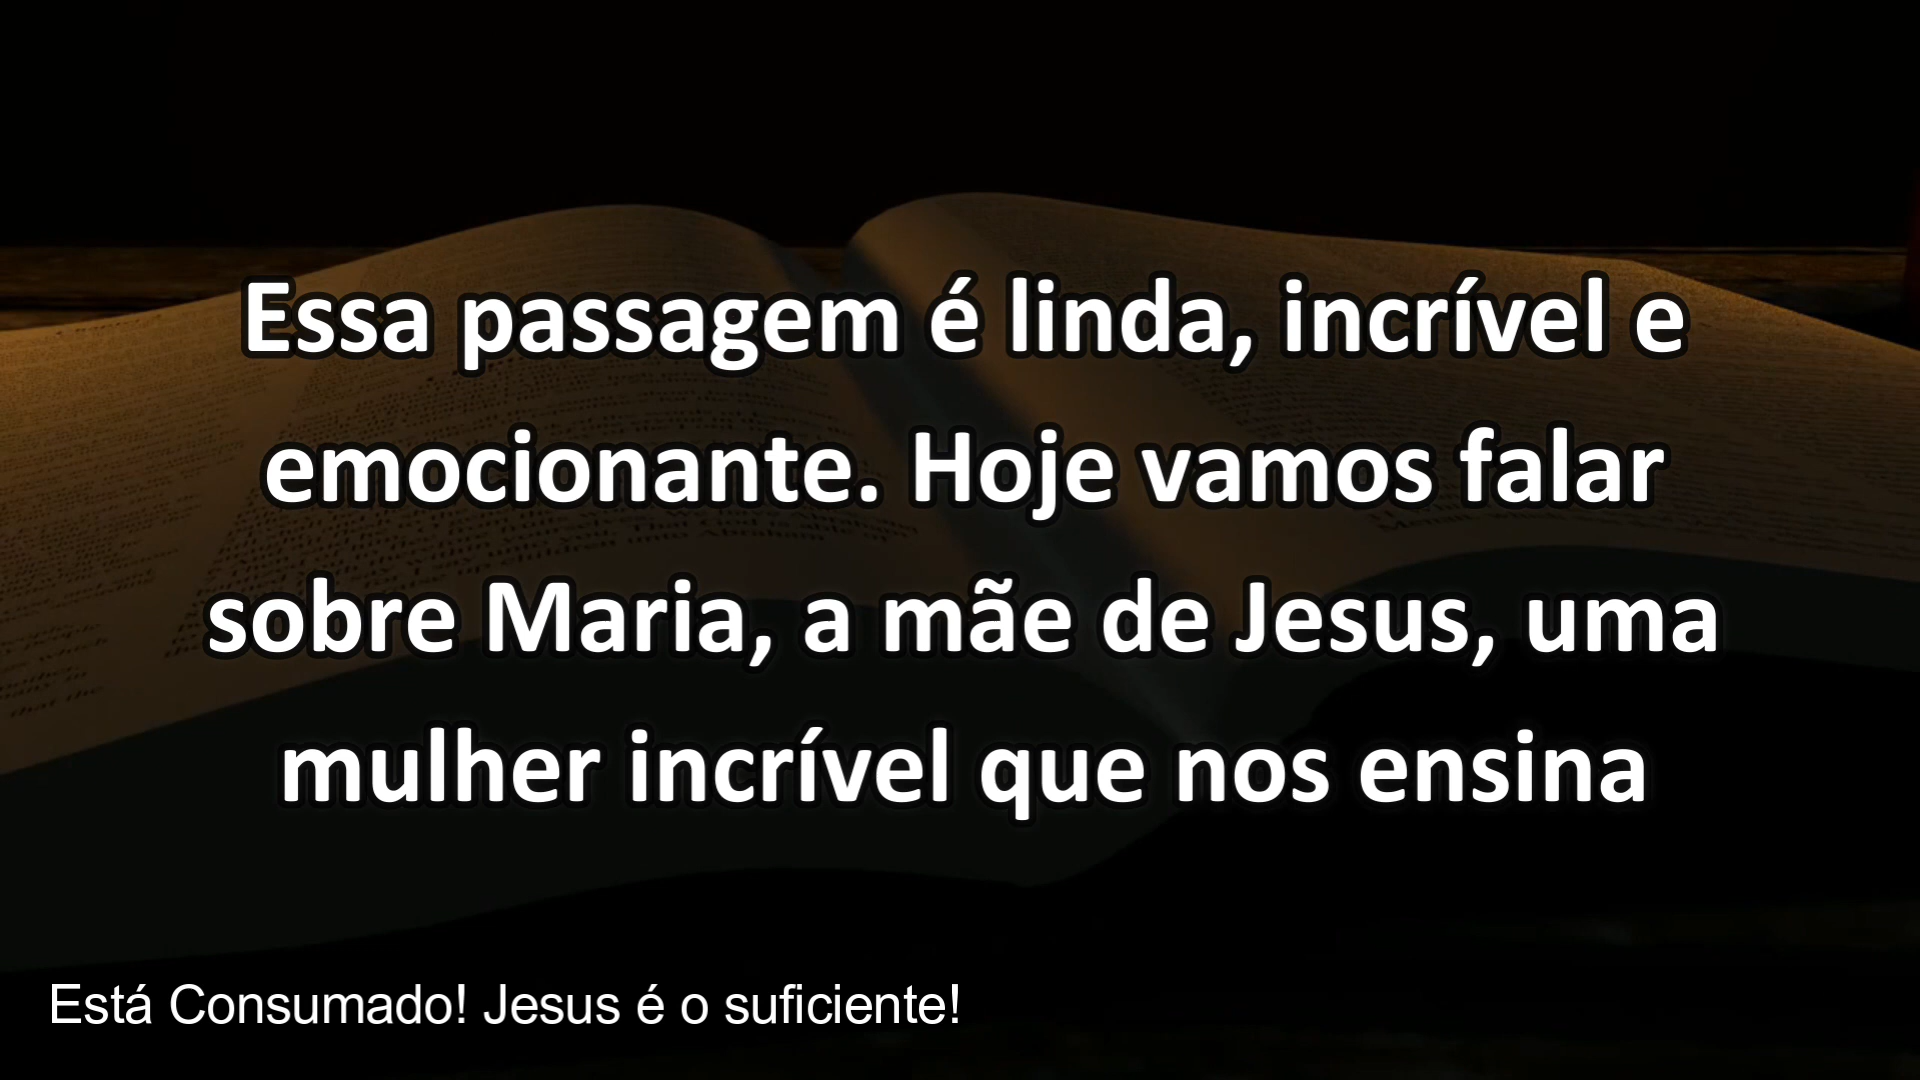 Essa passagem é linda, incrível e
emocionante. Hoje vamos falar
sobre Maria, a mãe de Jesus, uma
mulher incrível que nos ensina
Está Consumado! Jesus é o suficiente!